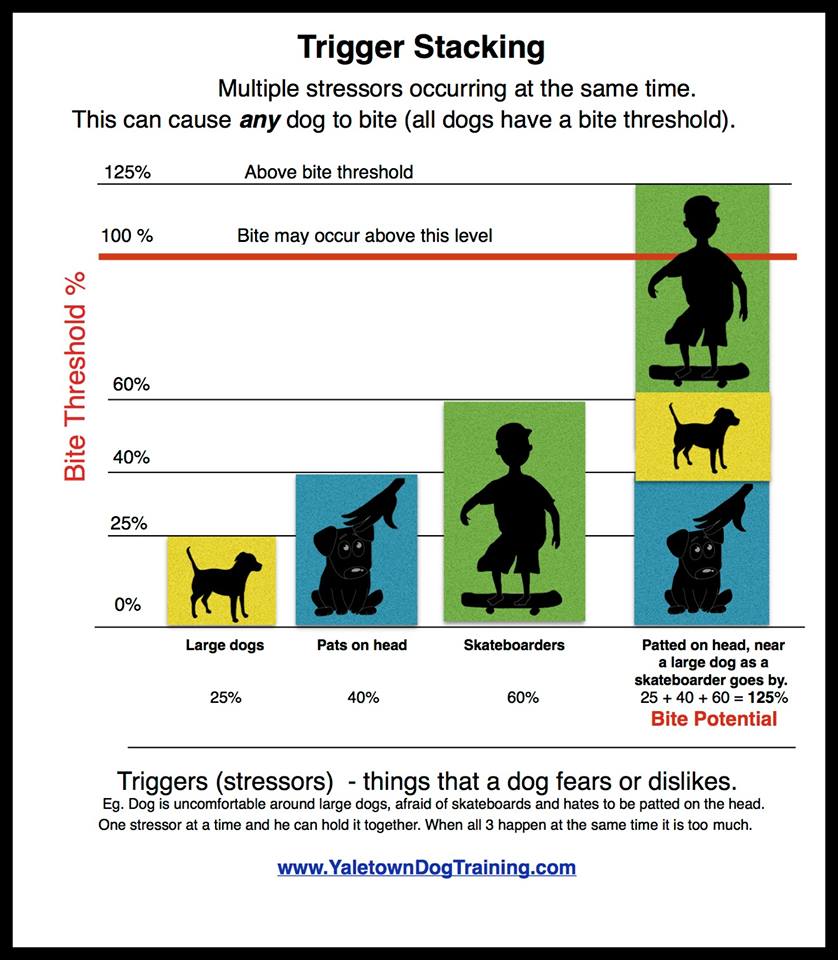 Trigger Stacking
Multiple stressors occurring at the same time.
This can cause any dog to bite (all dogs have a bite threshold).
125%
Above bite threshold
100 %
Bite may occur above this level
Bite Threshold %
60%
40%
25%
0%
Large dogs
Pats on head
Skateboarders
Patted on head, near
a large dog as a
skateboarder goes by.
25%
40%
60%
25 + 40 + 60 = 125%
Bite Potential
Triggers (stressors)  - things that a dog fears or dislikes.
Eg. Dog is uncomfortable around large dogs, afraid of skateboards and hates to be patted on the head.
One stressor at a time and he can hold it together. When all 3 happen at the same time it is too much.
www.YaletownDogTraining.com